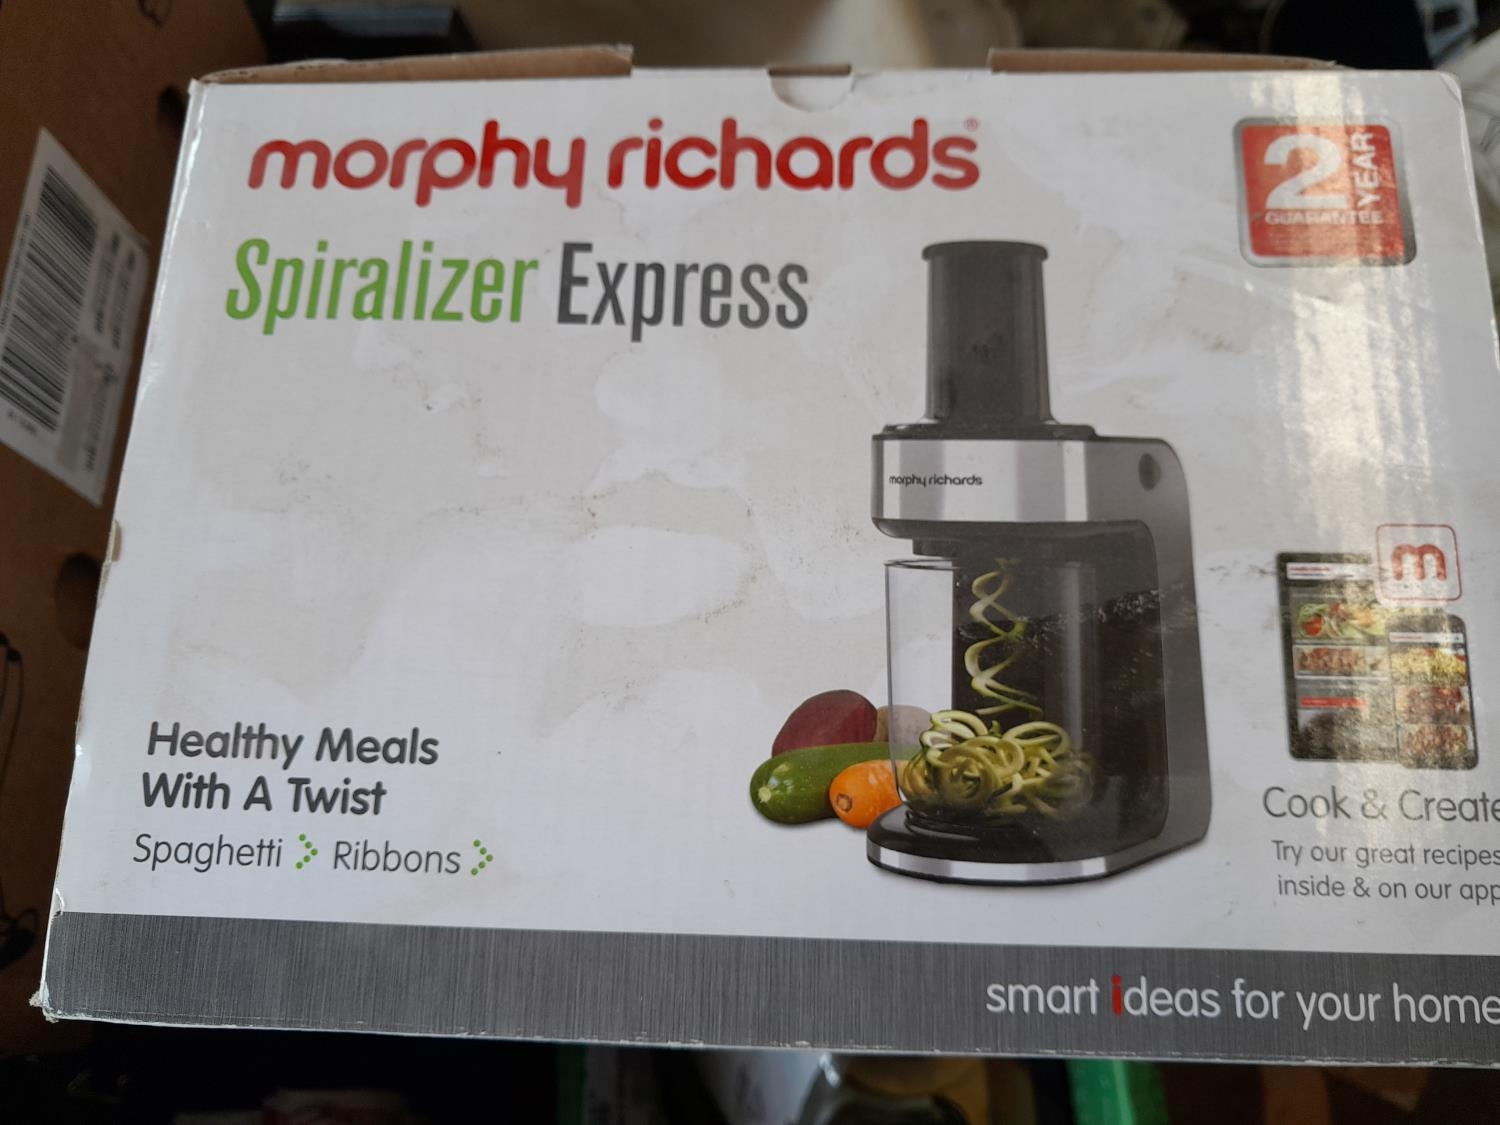 morphy richards®
Spiralizer Express
2 YEAR
GUARANTEE
morphy richards
m
Healthy Meals
With A Twist
Spaghetti Ribbons
Cook & Create
Try our great recipes
inside & on our app
smart ideas for your home